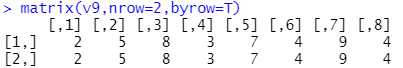 > matrix(v9,nrow=2,byrow=T)
     [,1] [,2] [,3] [,4] [,5] [,6] [,7] [,8]
[1,]    2    5    8    3    7    4    9    4
[2,]    2    5    8    3    7    4    9    4